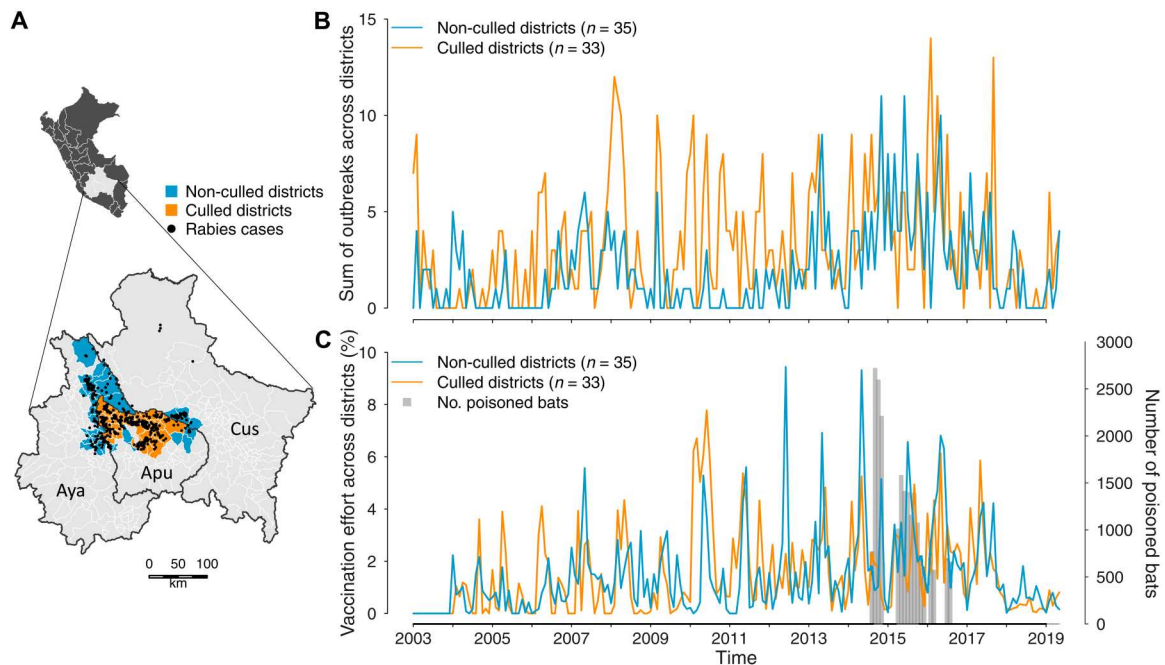 A
Non-culled districts
Culled districts
Rabies cases
Cus
Apu
Aya
0 50 100
km
B
Non-culled districts (n = 35)
Culled districts (n = 33)
Sum of outbreaks across districts
15
10
5
0
C
Non-culled districts (n = 35)
Culled districts (n = 33)
No. poisoned bats
Vaccination effort across districts (%)
10
8
6
4
2
0
3000
2500
2000
1500
1000
500
0
Number of poisoned
bats
2003 2005 2007 2009 2011 2013 2015 2017 2019
Time